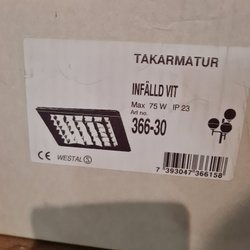 TAKARMATUR
INFÄLLD VIT
Max 75 W IP 23
Art no.
366-30
CE WESTAL S
7 393047 366158